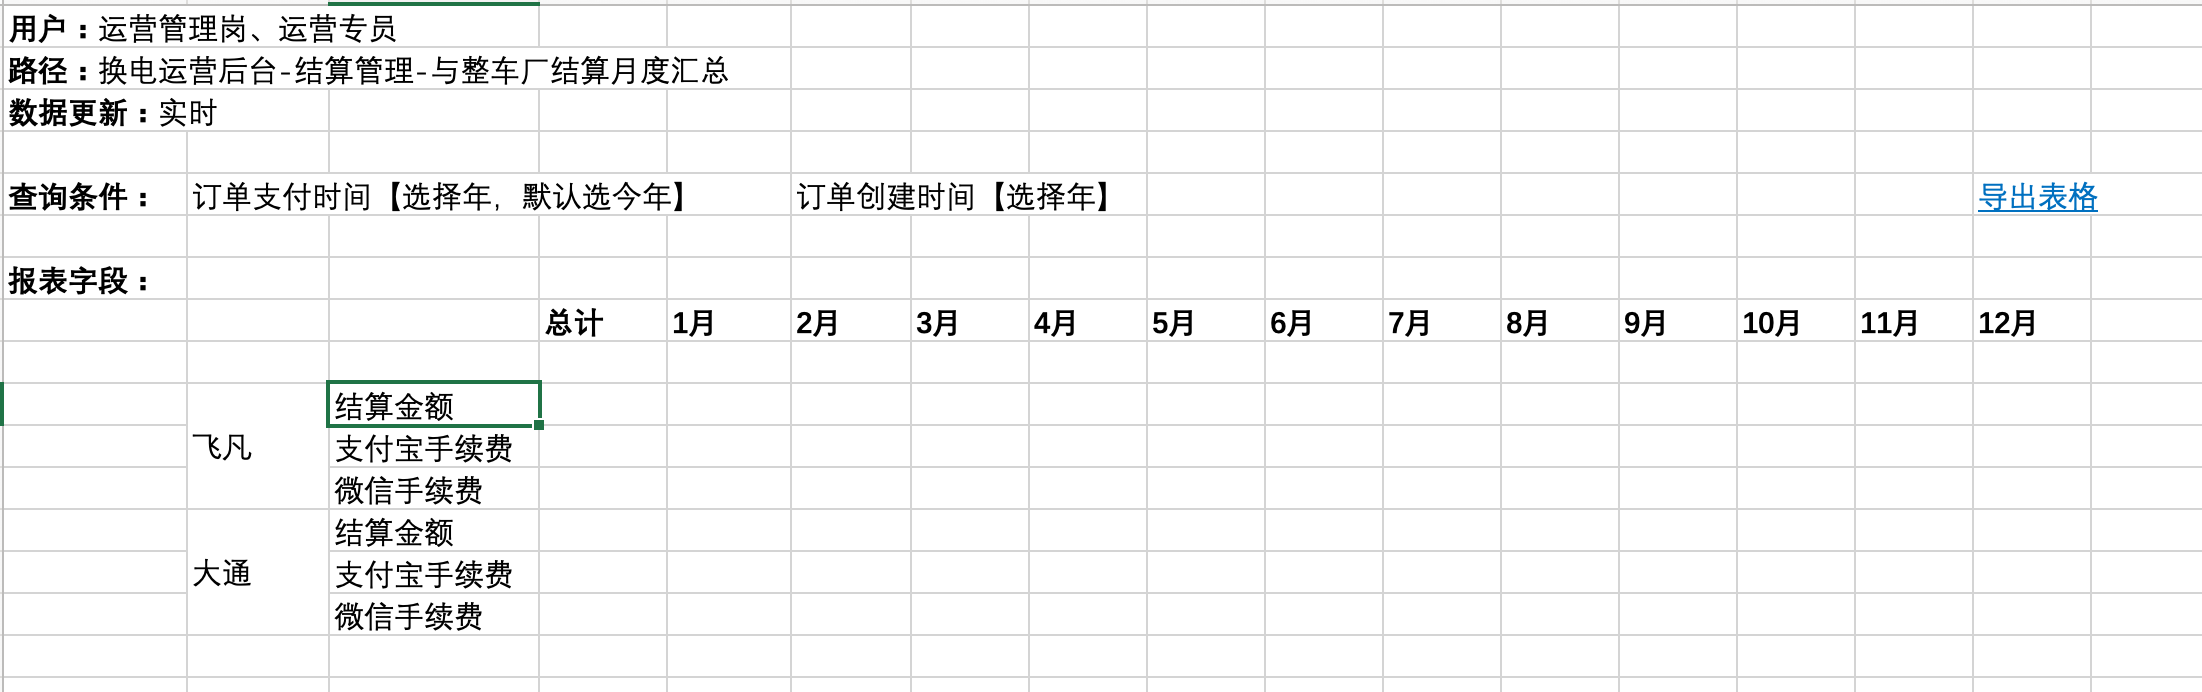 用户：运营管理岗、运营专员
路径：换电运营后台-结算管理-与整车厂结算月度汇总
数据更新：实时
查询条件： 订单支付时间【选择年，默认选今年】 订单创建时间【选择年】 导出表格
报表字段：
总计 1月 2月 3月 4月 5月 6月 7月 8月 9月 10月 11月 12月
结算金额
飞凡 支付宝手续费
微信手续费
结算金额
大通 支付宝手续费
微信手续费